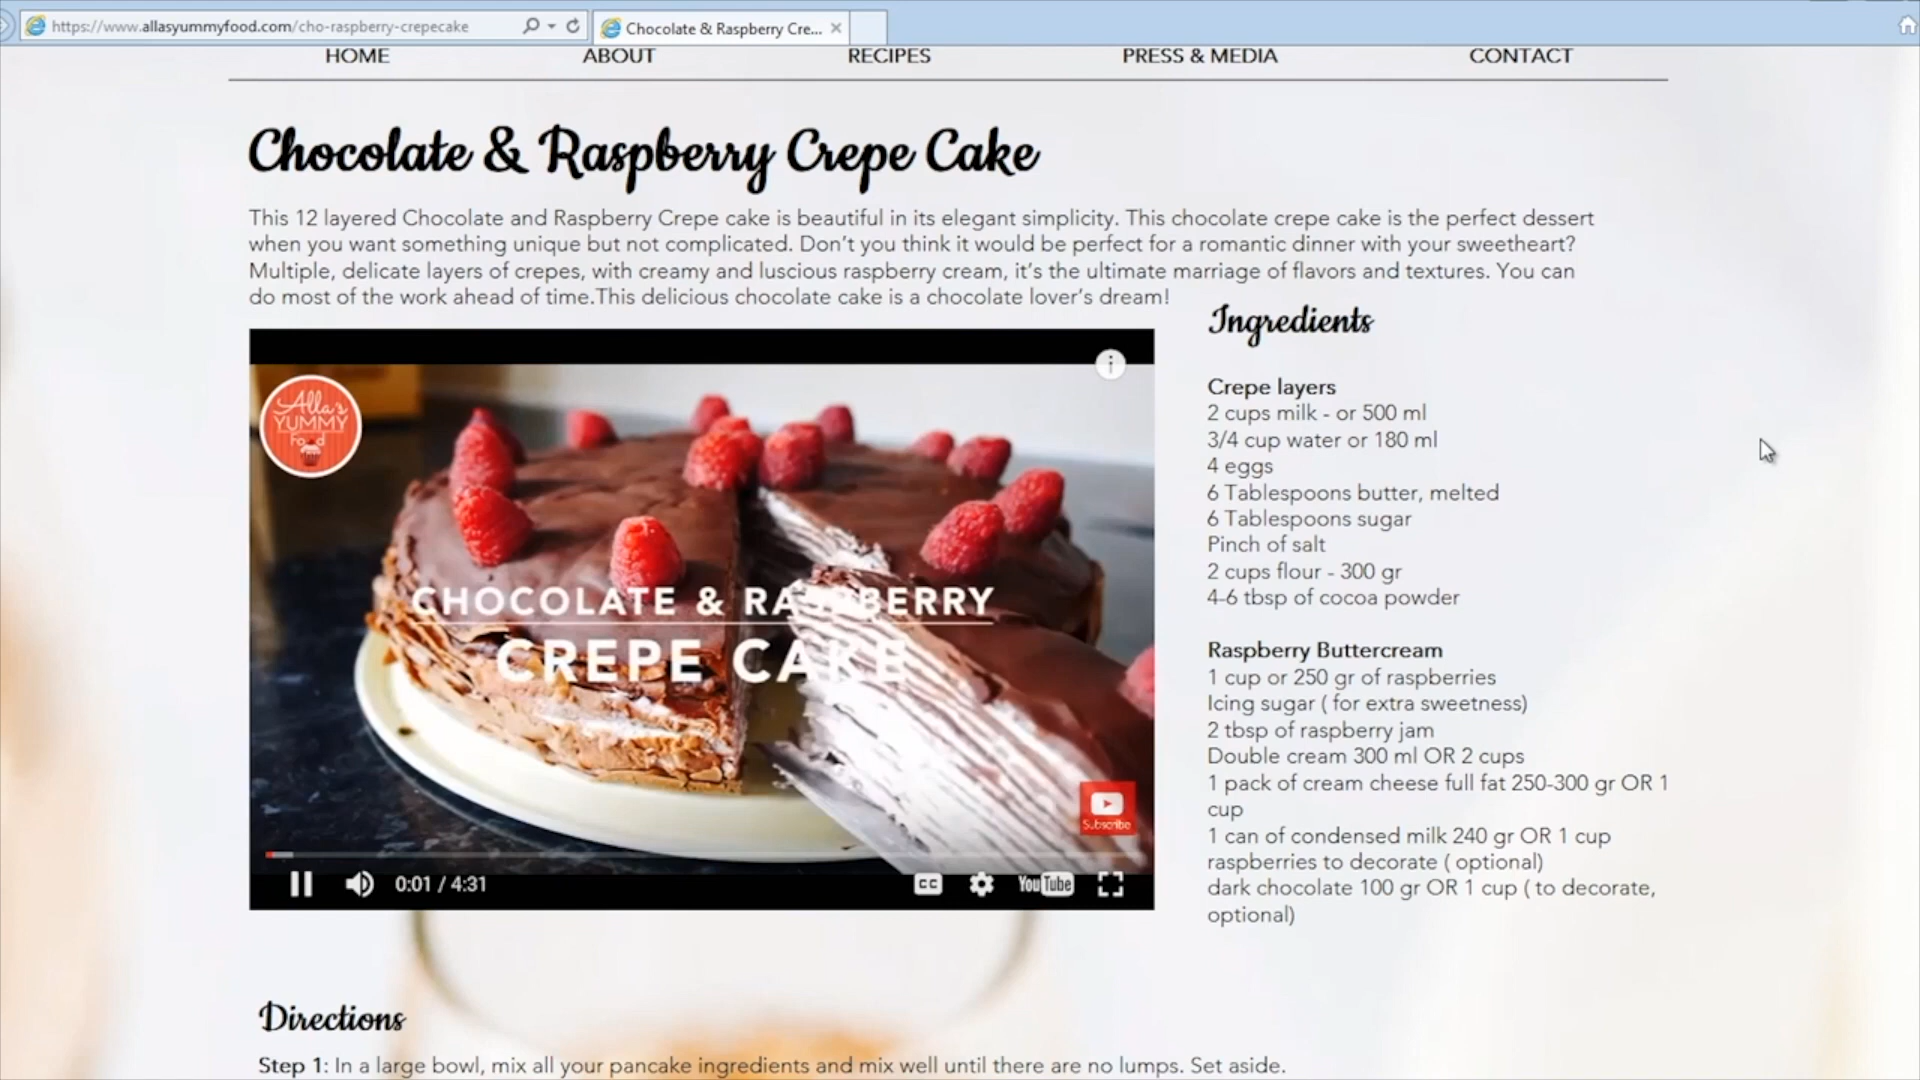 https://www.allasyummyfood.com/cho-raspberry-crepecake
Chocolate & Raspberry Cre...
HOME
ABOUT
RECIPES
PRESS & MEDIA
CONTACT
Chocolate & Raspberry Crepe Cake
This 12 layered Chocolate and Raspberry Crepe cake is beautiful in its elegant simplicity. This chocolate crepe cake is the perfect dessert
when you want something unique but not complicated. Don't you think it would be perfect for a romantic dinner with your sweetheart?
Multiple, delicate layers of crepes, with creamy and luscious raspberry cream, it's the ultimate marriage of flavors and textures. You can
do most of the work ahead of time.This delicious chocolate cake is a chocolate lover's dream!
Alla's
YUMMY
Food
CHOCOLATE & RASPBERRY
CREPE CAKE
Subscribe
0:01 / 4:31
CC
YouTube
Ingredients
Crepe layers
2 cups milk - or 500 ml
3/4 cup water or 180 ml
4 eggs
6 Tablespoons butter, melted
6 Tablespoons sugar
Pinch of salt
2 cups flour - 300 gr
4-6 tbsp of cocoa powder
Raspberry Buttercream
1 cup or 250 gr of raspberries
Icing sugar ( for extra sweetness)
2 tbsp of raspberry jam
Double cream 300 ml OR 2 cups
1 pack of cream cheese full fat 250-300 gr OR 1
cup
1 can of condensed milk 240 gr OR 1 cup
raspberries to decorate ( optional)
dark chocolate 100 gr OR 1 cup ( to decorate,
optional)
Directions
Step 1: In a large bowl, mix all your pancake ingredients and mix well until there are no lumps. Set aside.